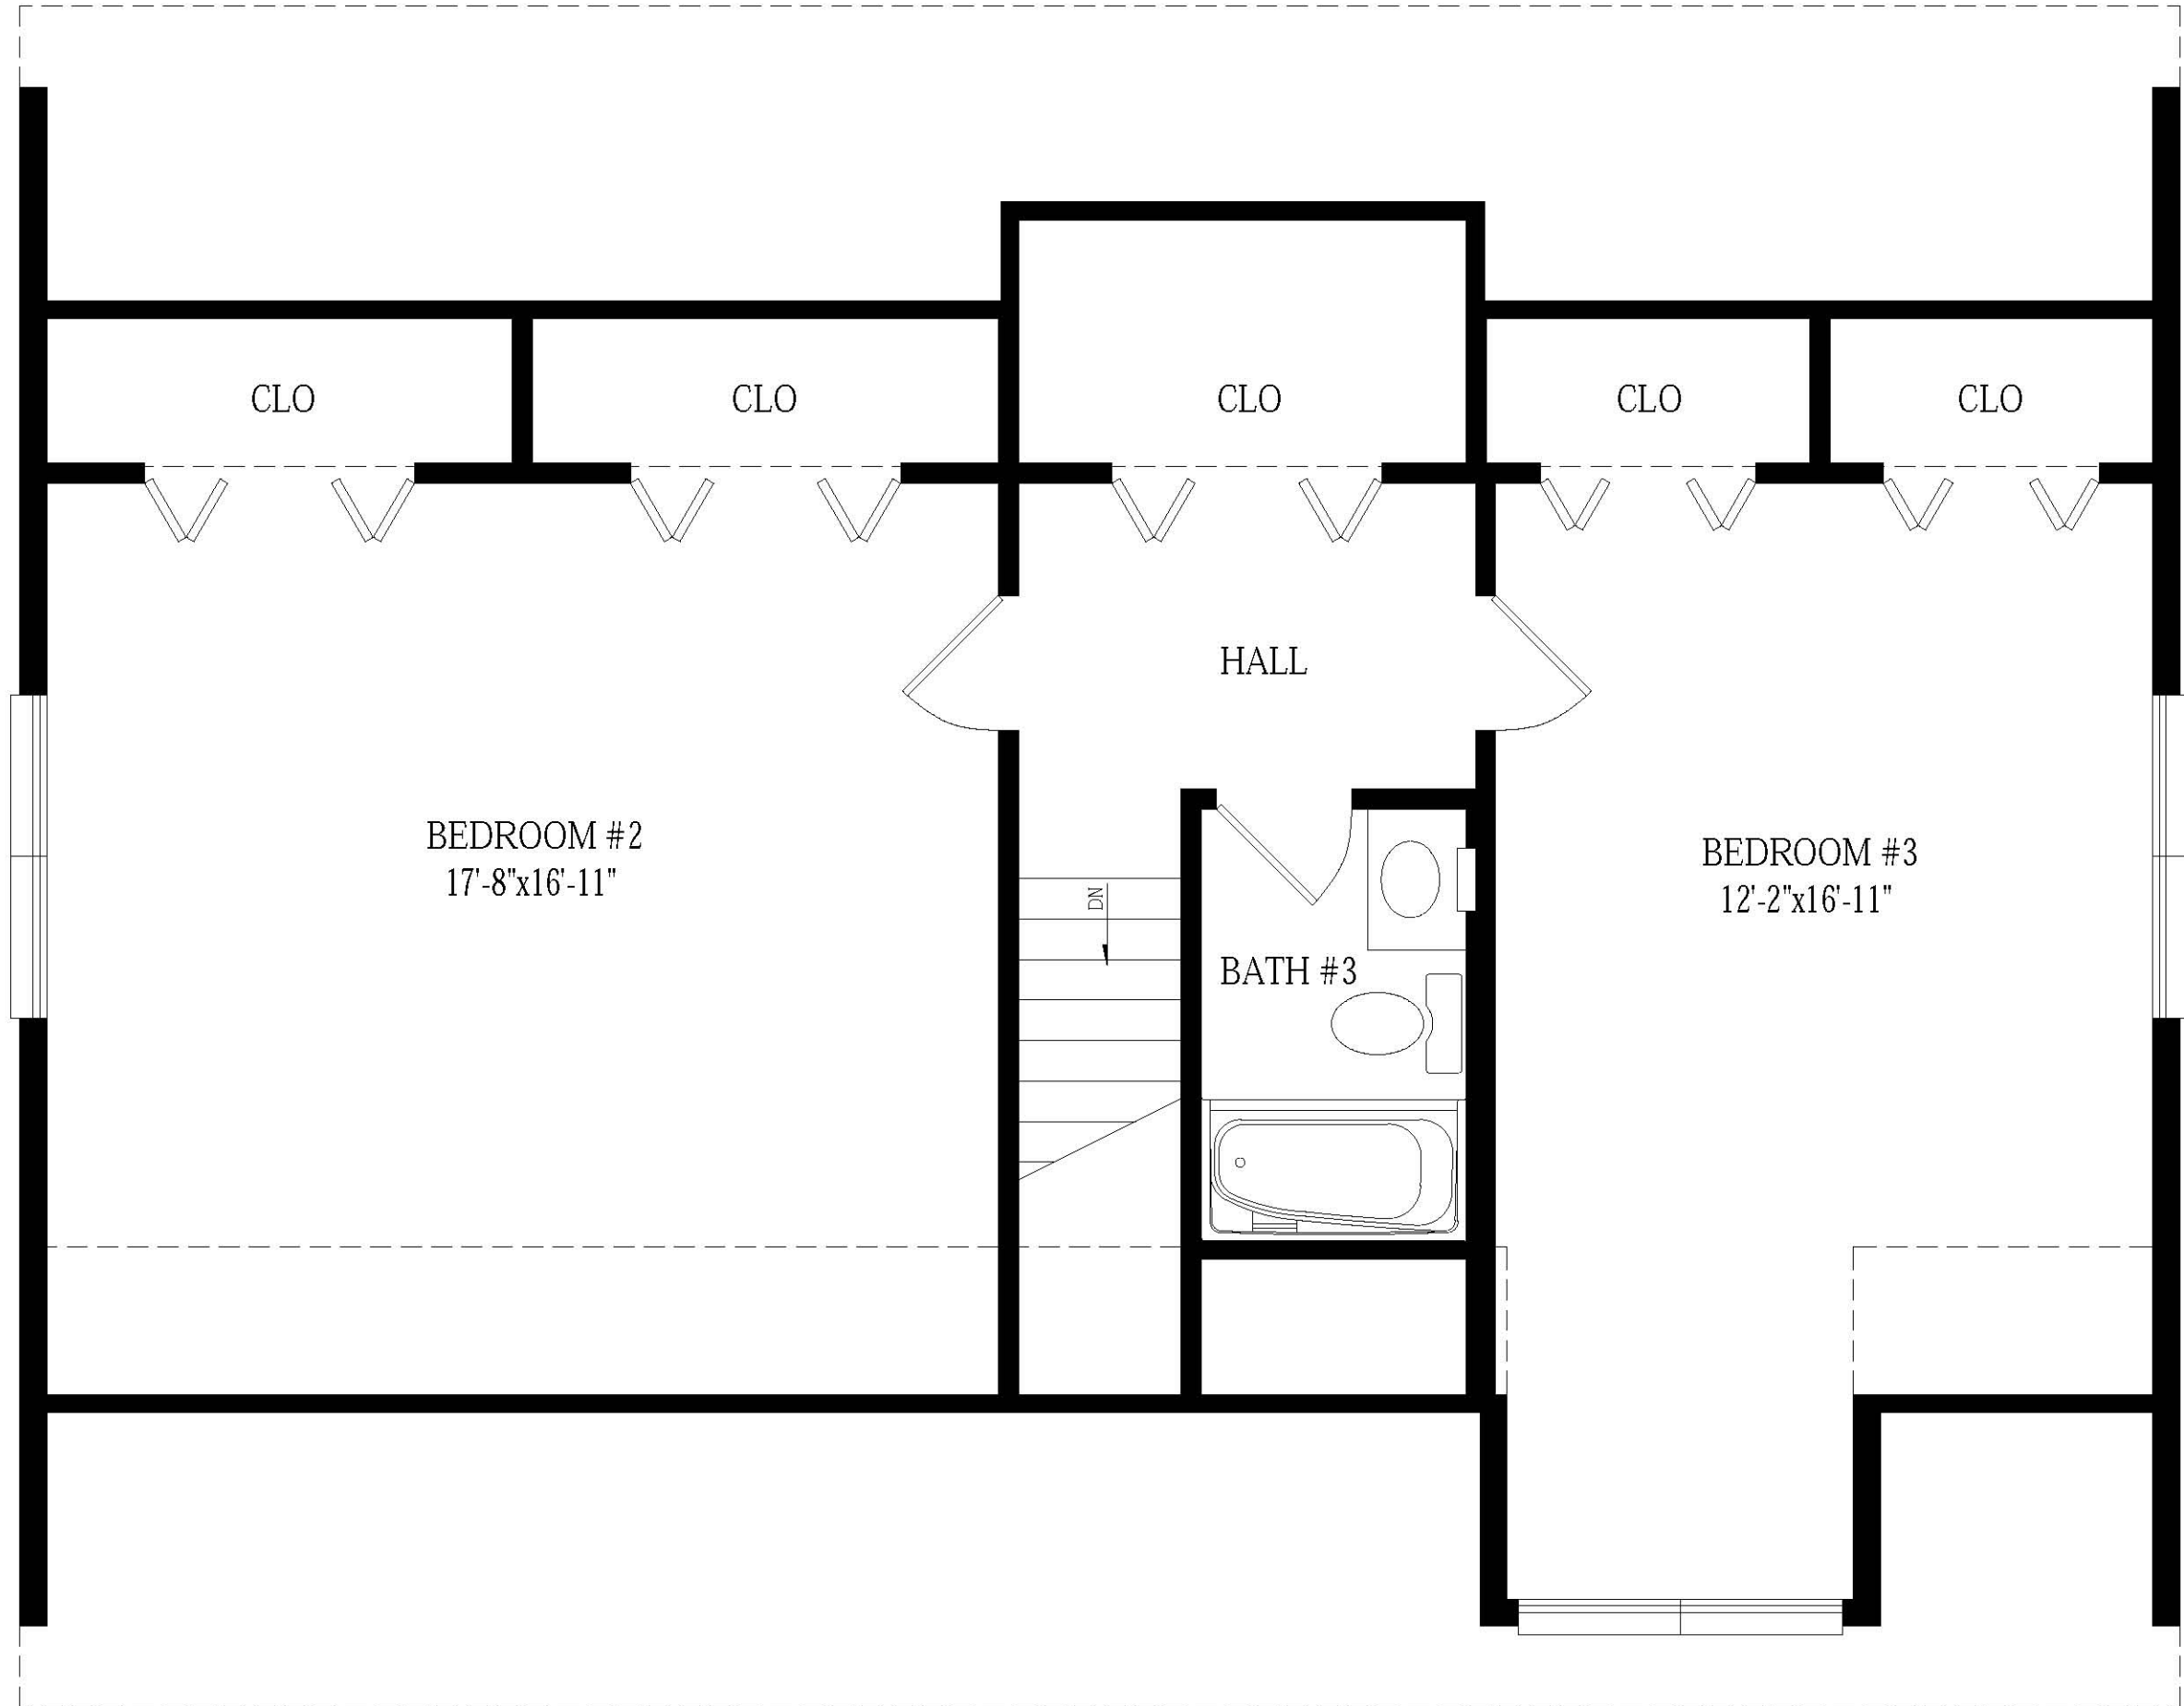 CLO
CLO
CLO
CLO
CLO
HALL
BEDROOM #2
17'-8"x16'-11"
BEDROOM #3
12'-2"x16'-11"
DN
BATH #3